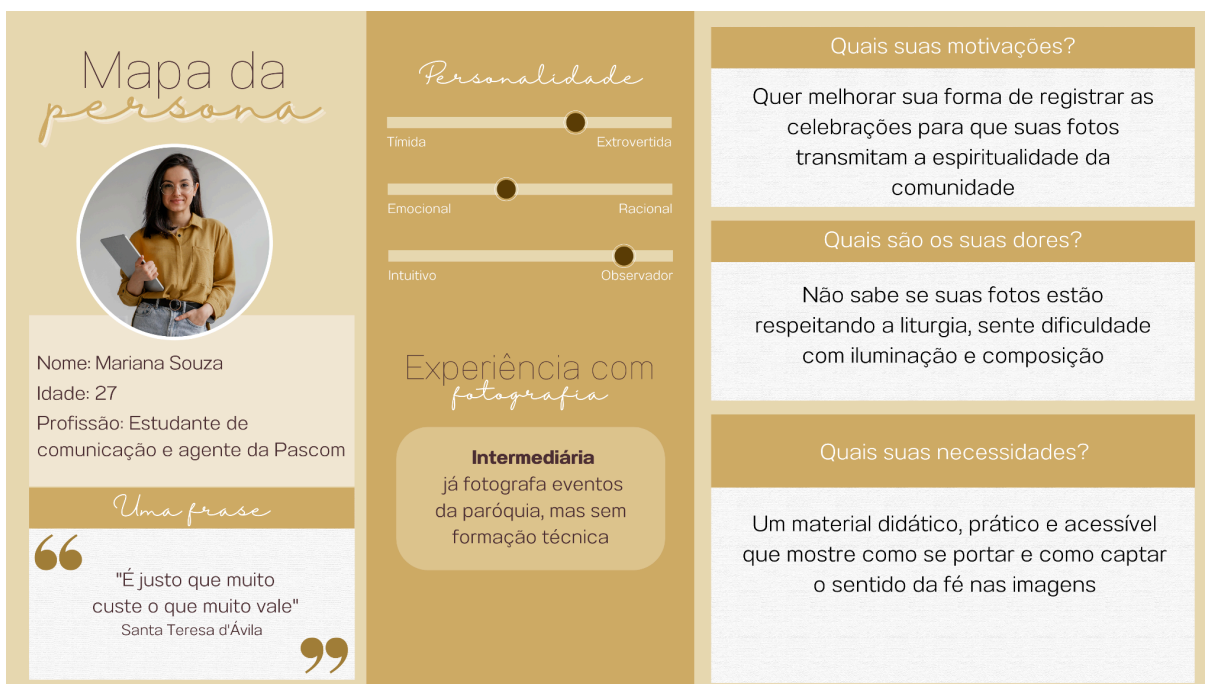 Mapa da
persona
Nome: Mariana Souza
Idade: 27
Profissão: Estudante de
comunicação e agente da Pascom
Uma frase
"É justo que muito
custe o que muito vale"
Santa Teresa d'Ávila
Personalidade
Tímida Extrovertida
Emocional Racional
Intuitivo Observador
Experiência com
fotografia
Intermediária
já fotografa eventos
da paróquia, mas sem
formação técnica
Quais suas motivações?
Quer melhorar sua forma de registrar as
celebrações para que suas fotos
transmitam a espiritualidade da
comunidade
Quais são os suas dores?
Não sabe se suas fotos estão
respeitando a liturgia, sente dificuldade
com iluminação e composição
Quais suas necessidades?
Um material didático, prático e acessível
que mostre como se portar e como captar
o sentido da fé nas imagens